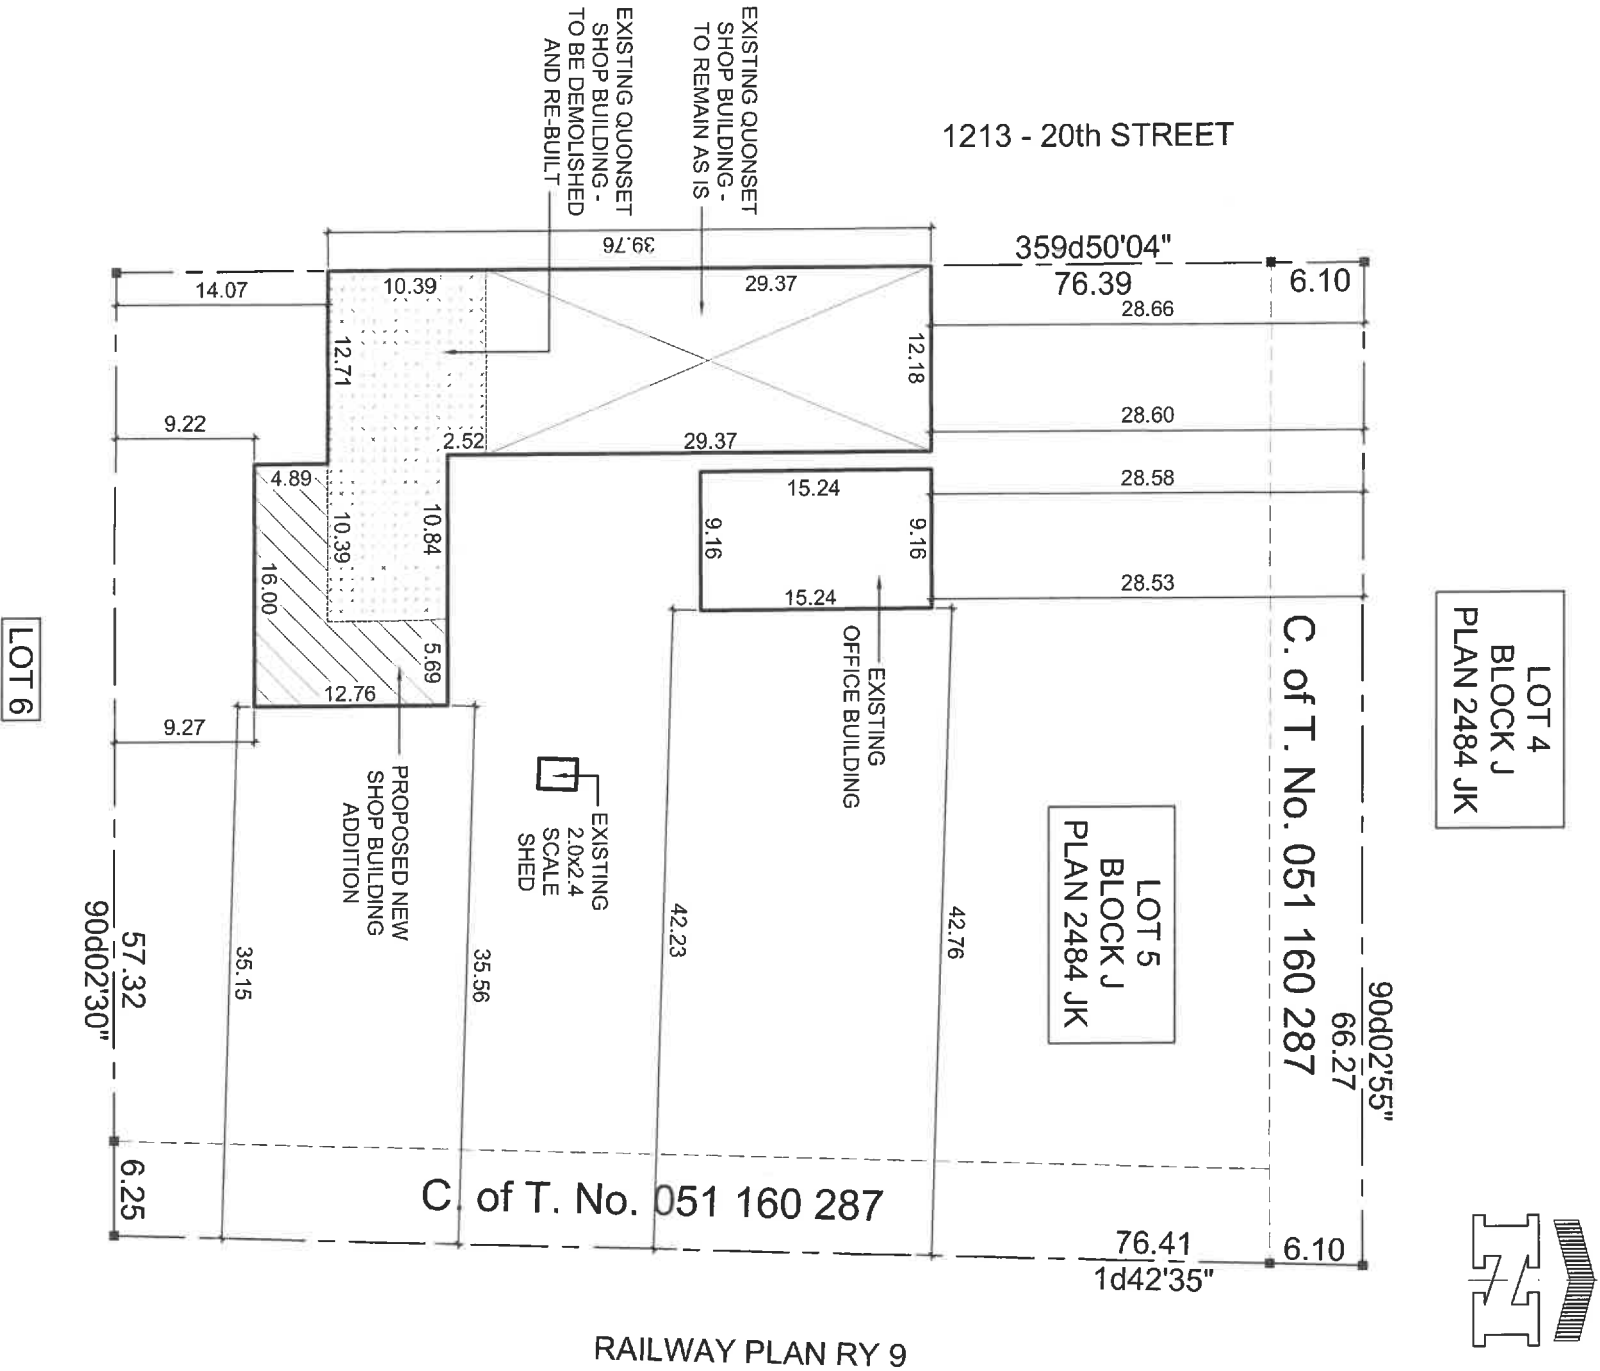 1213 - 20th STREET
EXISTING QUONSET
SHOP BUILDING -
TO REMAIN AS IS
EXISTING QUONSET
SHOP BUILDING -
TO BE DEMOLISHED
AND RE-BUILT
39.76
359d50'04"
76.39
6.10
14.07
10.39
29.37
28.66
12.71
12.18
9.22
2.52
29.37
28.60
4.89
15.24
28.58
10.39
10.84
9.16
9.16
16.00
15.24
28.53
5.69
12.76
9.27
EXISTING
OFFICE BUILDING
LOT 4
BLOCK J
PLAN 2484 JK
LOT 6
C. of T. No. 051 160 287
PROPOSED NEW
SHOP BUILDING
ADDITION
EXISTING
2.0x2.4
SCALE
SHED
LOT 5
BLOCK J
PLAN 2484 JK
57.32
90d02'30"
35.15
35.56
42.23
42.76
90d02'55"
66.27
6.25
C. of T. No. 051 160 287
76.41
1d42'35"
6.10
N
RAILWAY PLAN RY 9